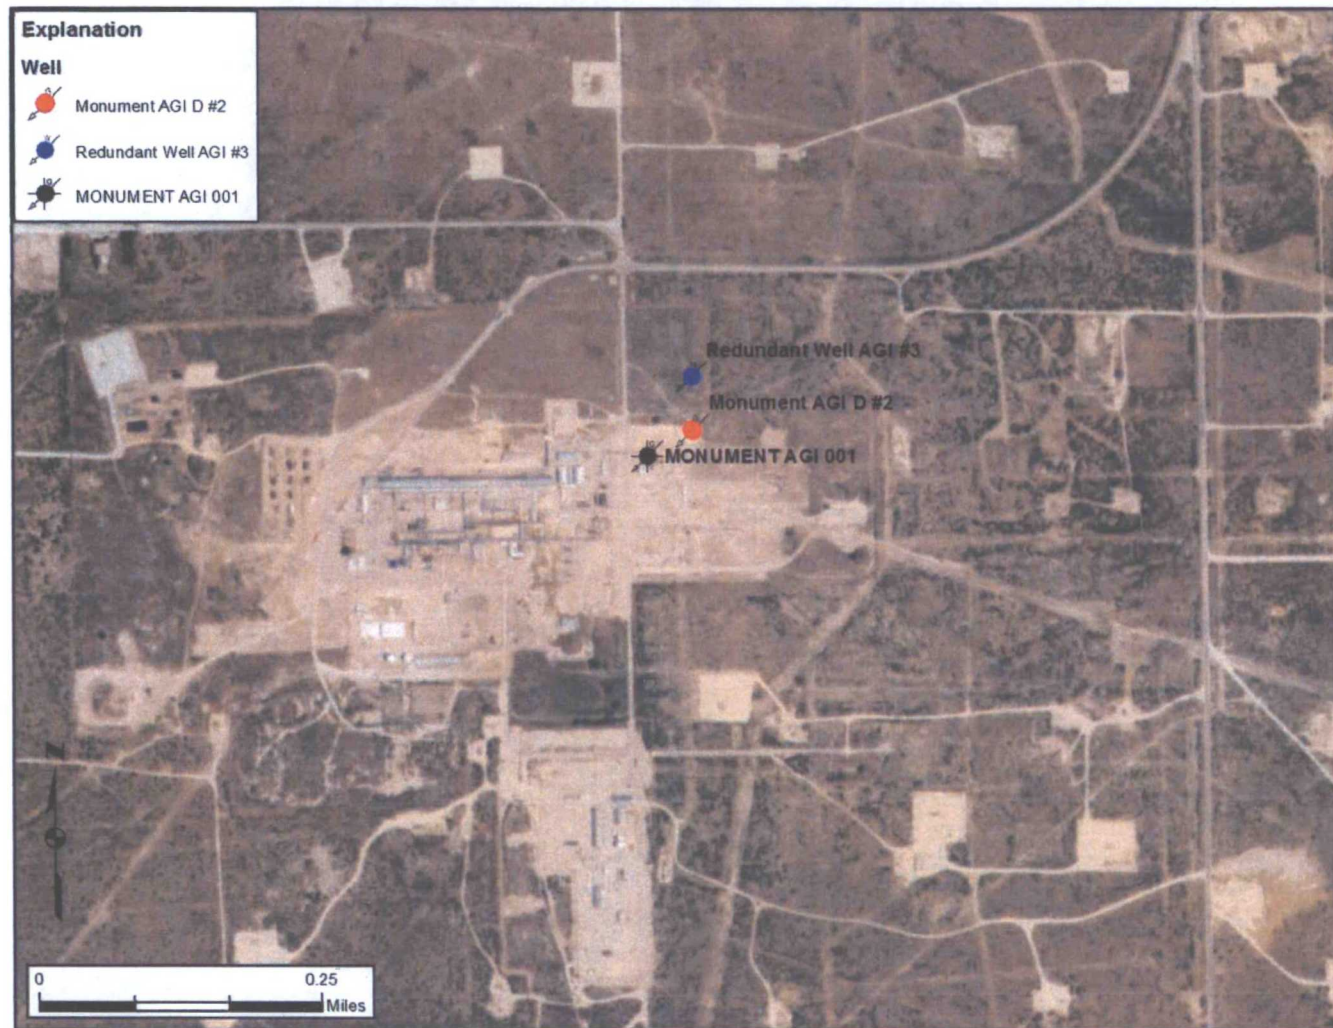 Explanation
Well
Monument AGI D #2
Redundant Well AGI #3
MONUMENT AGI 001
Redundant Well AGI #3
Monument AGI D #2
MONUMENT AGI 001
N
0 0.25
Miles